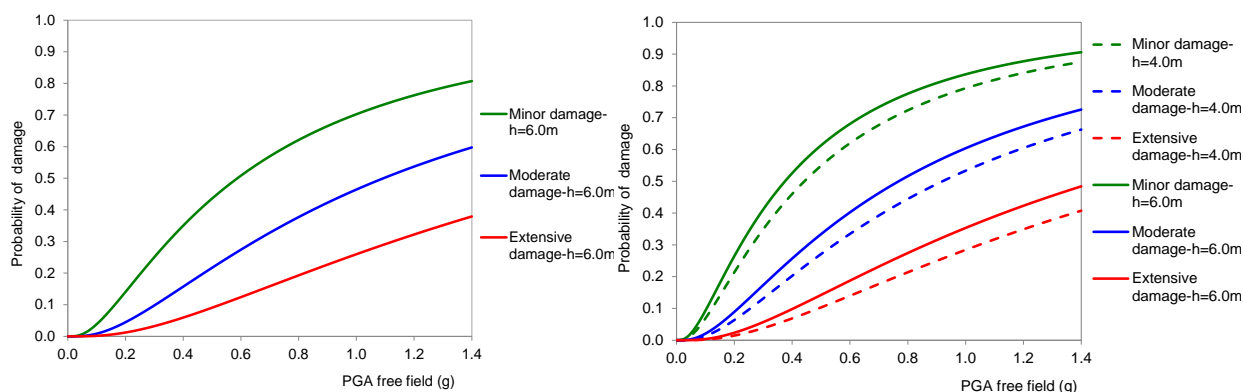 1.0
0.9
0.8
0.7
0.6
0.5
0.4
0.3
0.2
0.1
0.0
Probability of damage
0.0 0.2 0.4 0.6 0.8 1.0 1.2 1.4
PGA free field (g)
Minor damage-
h=6.0m
Moderate
damage-h=6.0m
Extensive
damage-h=6.0m
1.0
0.9
0.8
0.7
0.6
0.5
0.4
0.3
0.2
0.1
0.0
Probability of damage
0.0 0.2 0.4 0.6 0.8 1.0 1.2 1.4
PGA free field (g)
Minor damage-
h=4.0m
Moderate
damage-h=4.0m
Extensive
damage-h=4.0m
Minor damage-
h=6.0m
Moderate
damage-h=6.0m
Extensive
damage-h=6.0m